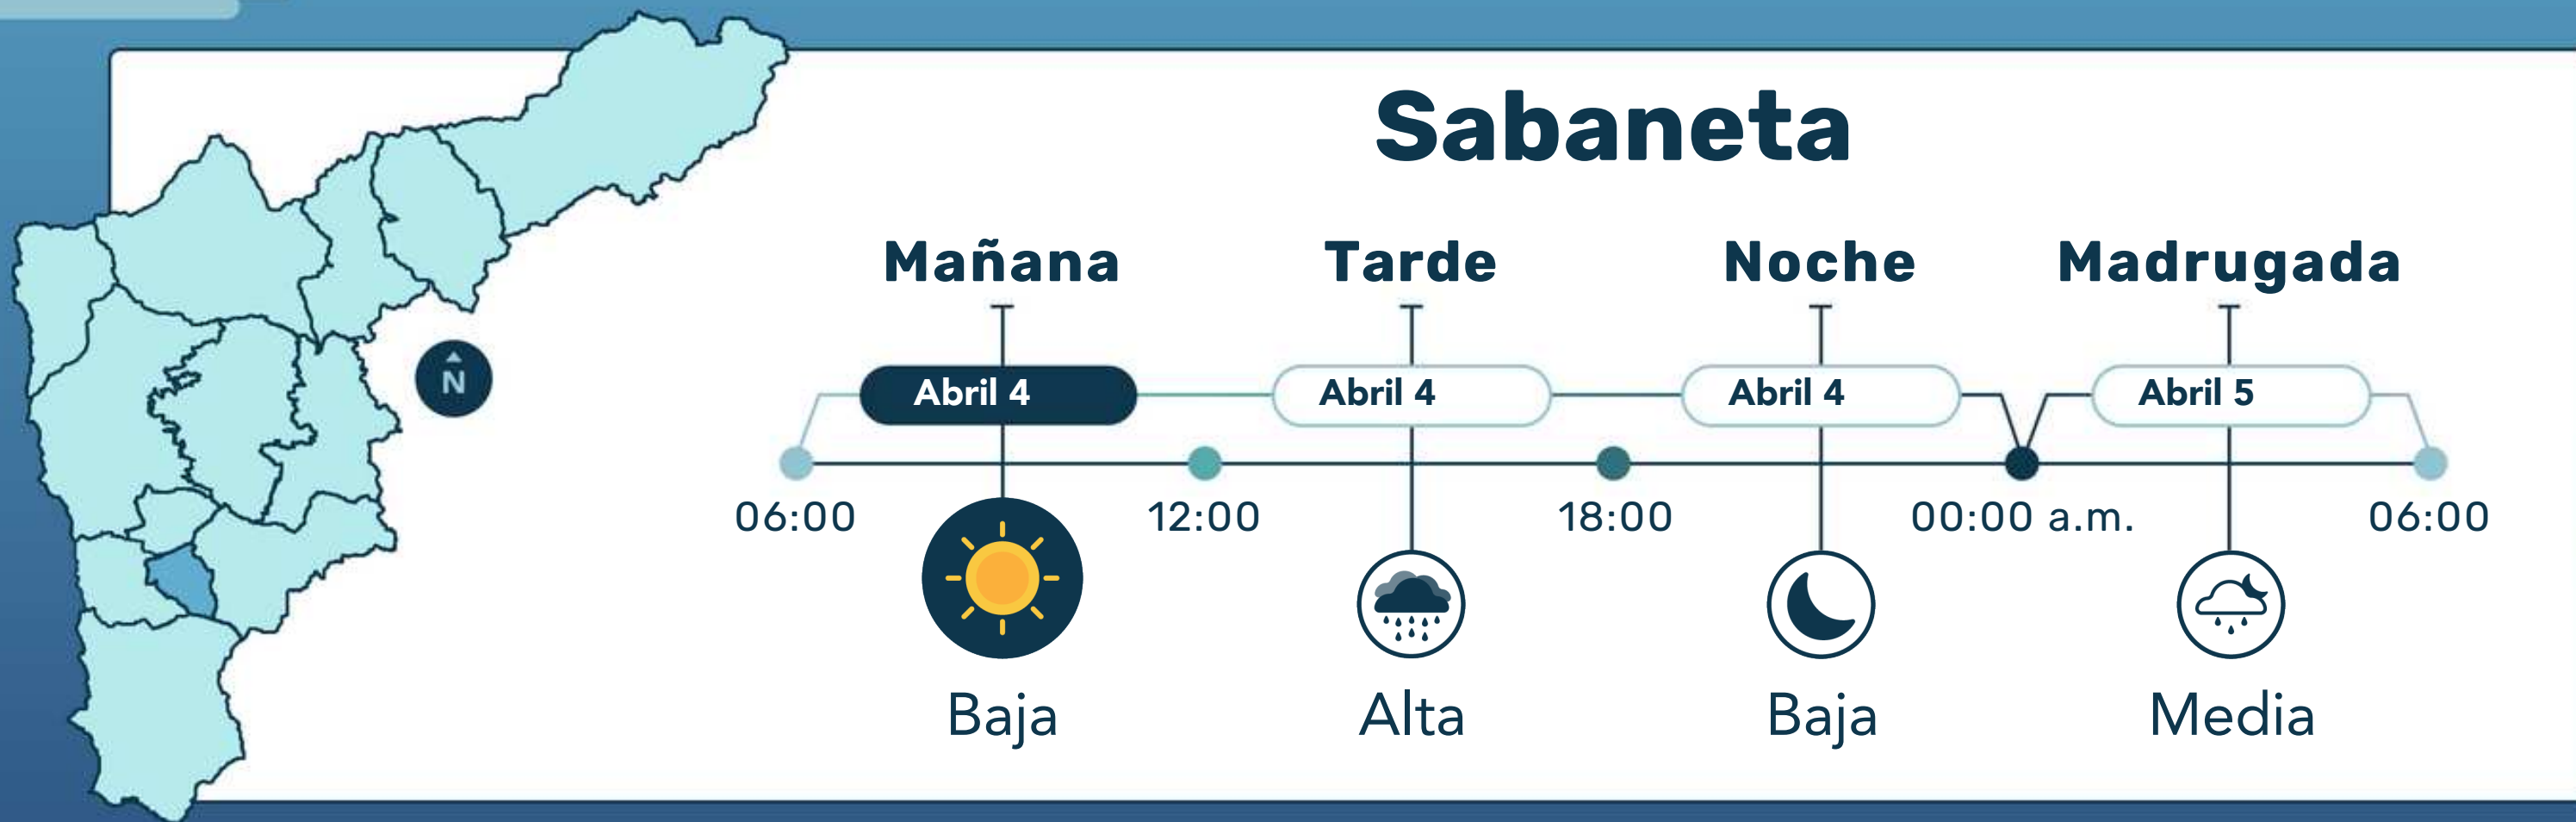 Sabaneta
Mañana Tarde Noche Madrugada
N
Abril 4 Abril 4 Abril 4 Abril 5
06:00 12:00 18:00 00:00 a.m. 06:00
Baja Alta Baja Media